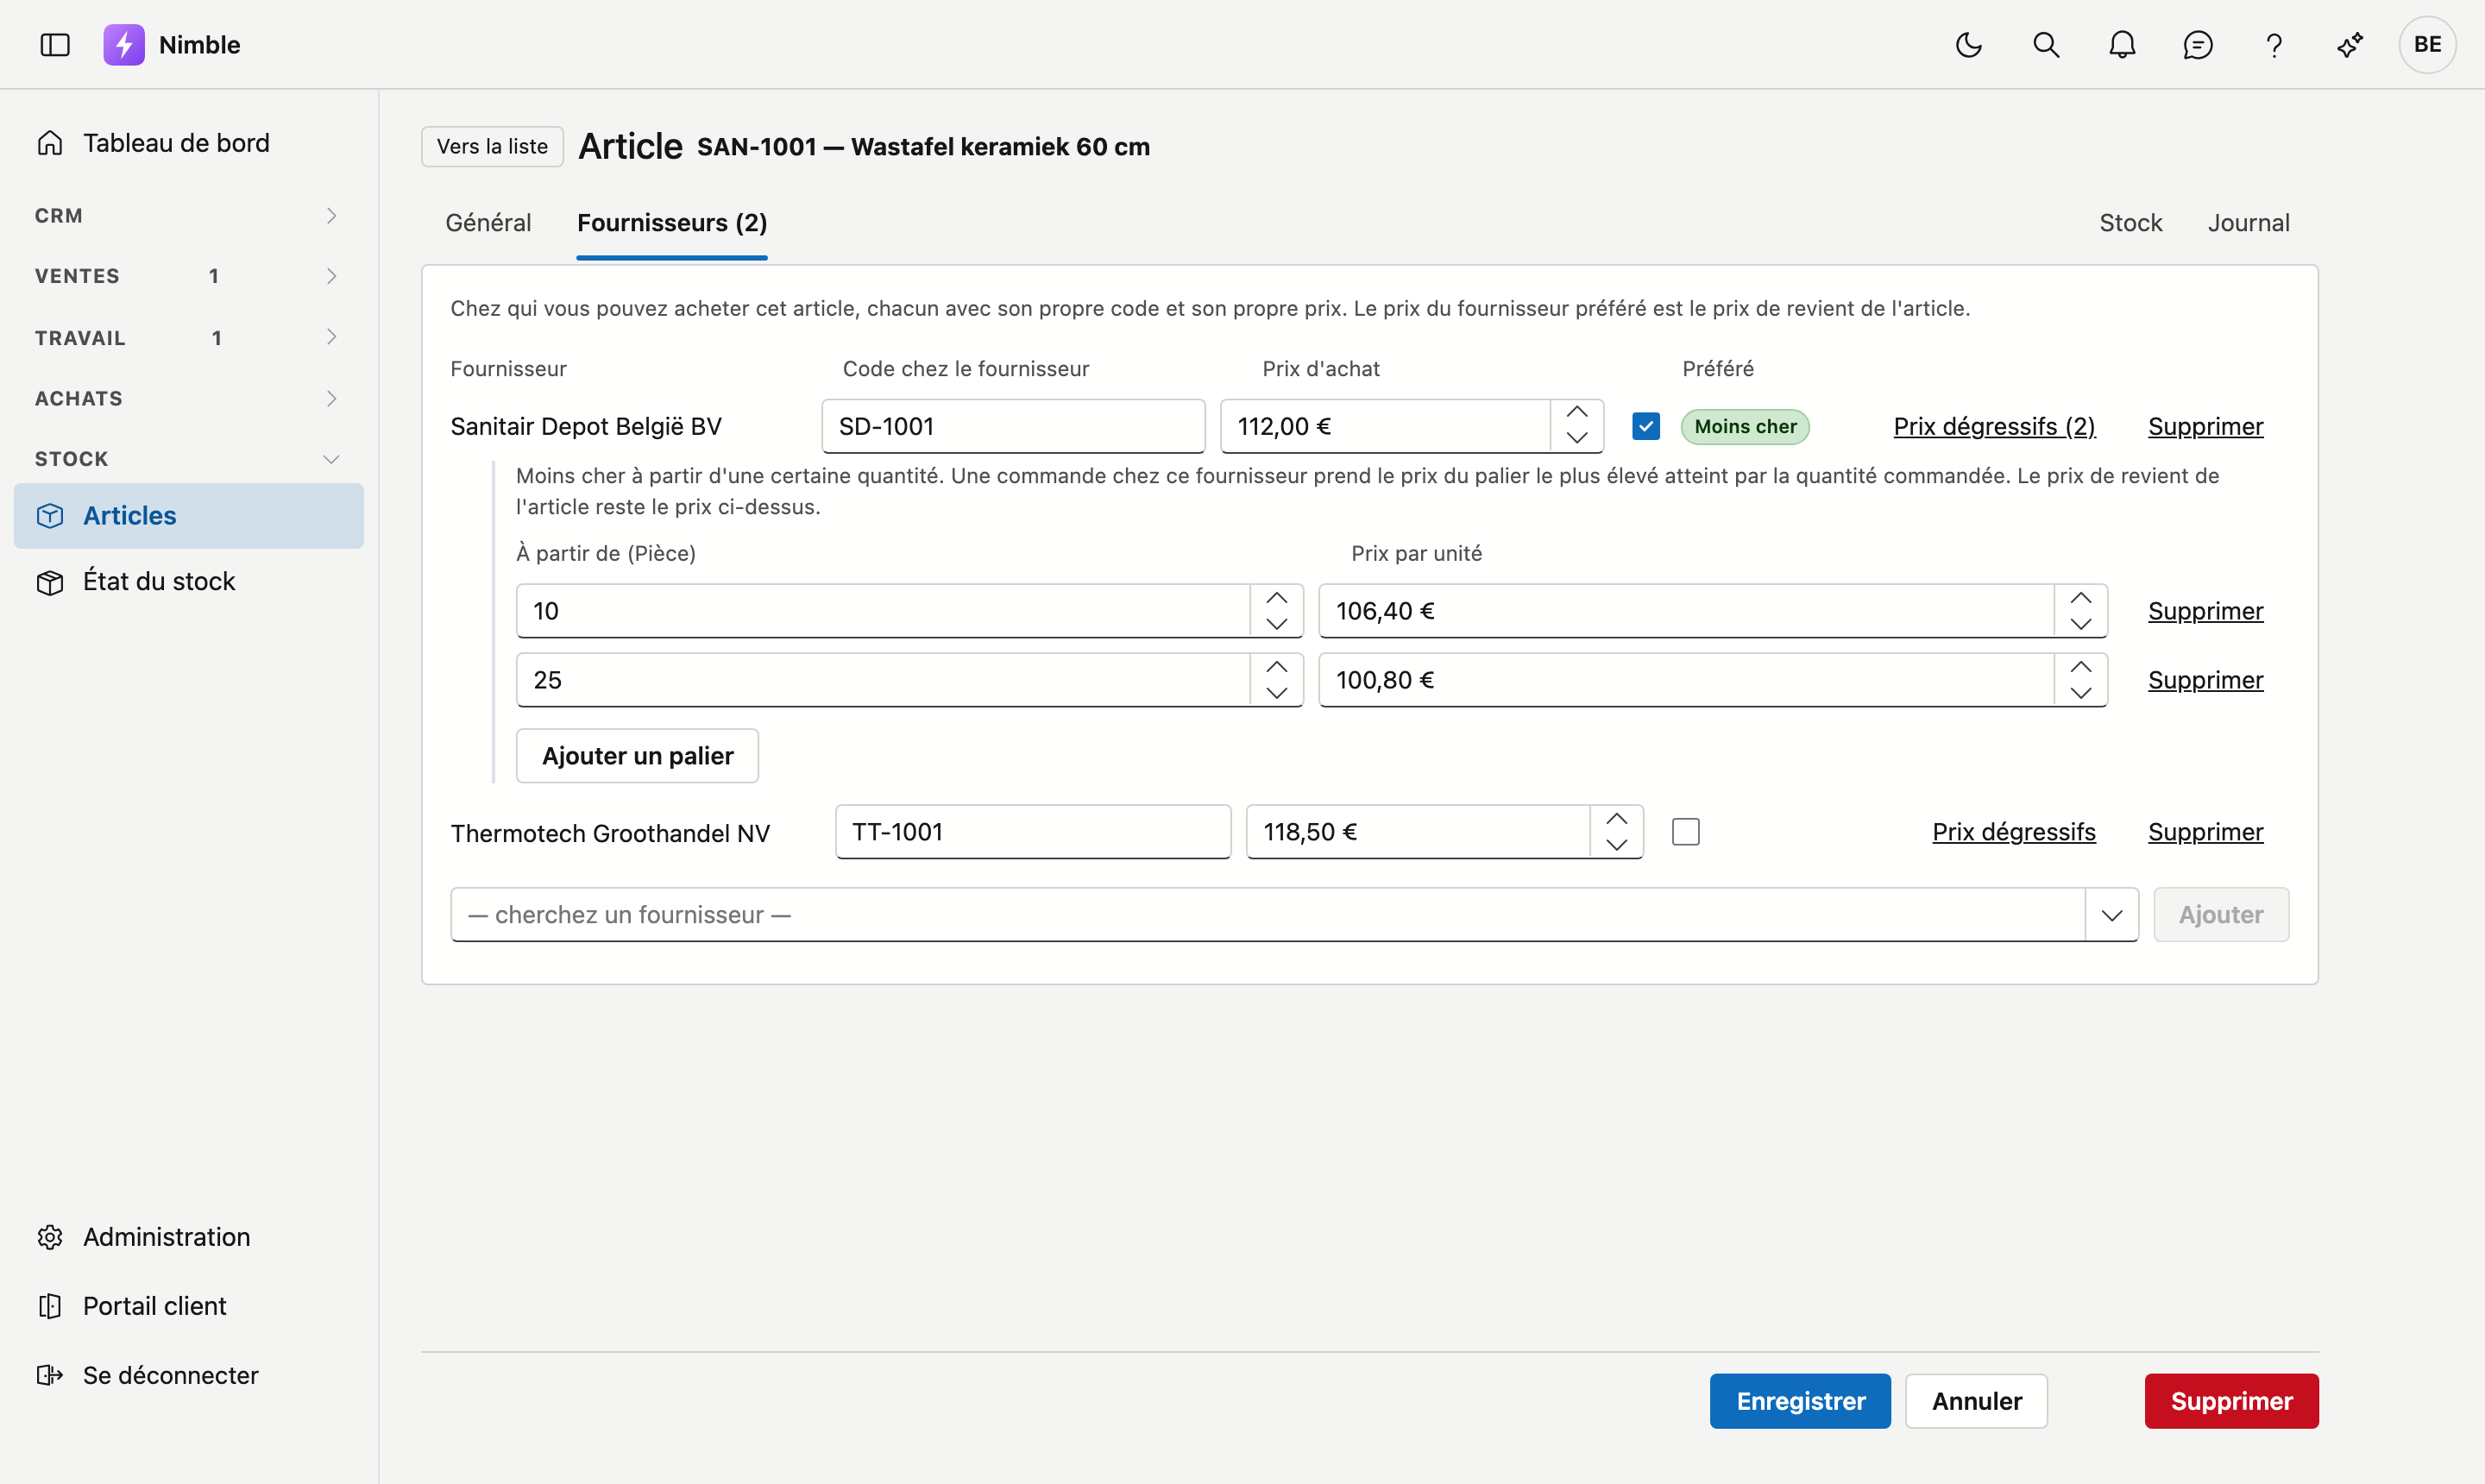 Nimble
BE
Tableau de bord
CRM
VENTES 1
TRAVAIL 1
ACHATS
STOCK
Articles
État du stock
Administration
Portail client
Se déconnecter
Vers la liste Article SAN-1001 — Wastafel keramiek 60 cm
Général Fournisseurs (2) Stock Journal
Chez qui vous pouvez acheter cet article, chacun avec son propre code et son propre prix. Le prix du fournisseur préféré est le prix de revient de l'article.
Fournisseur Code chez le fournisseur Prix d'achat Préféré
Sanitair Depot België BV SD-1001 112,00 € Moins cher Prix dégressifs (2) Supprimer
Moins cher à partir d'une certaine quantité. Une commande chez ce fournisseur prend le prix du palier le plus élevé atteint par la quantité commandée. Le prix de revient de
l'article reste le prix ci-dessus.
À partir de (Pièce) Prix par unité
10 106,40 € Supprimer
25 100,80 € Supprimer
Ajouter un palier
Thermotech Groothandel NV TT-1001 118,50 € Prix dégressifs Supprimer
— cherchez un fournisseur — Ajouter
Enregistrer Annuler Supprimer